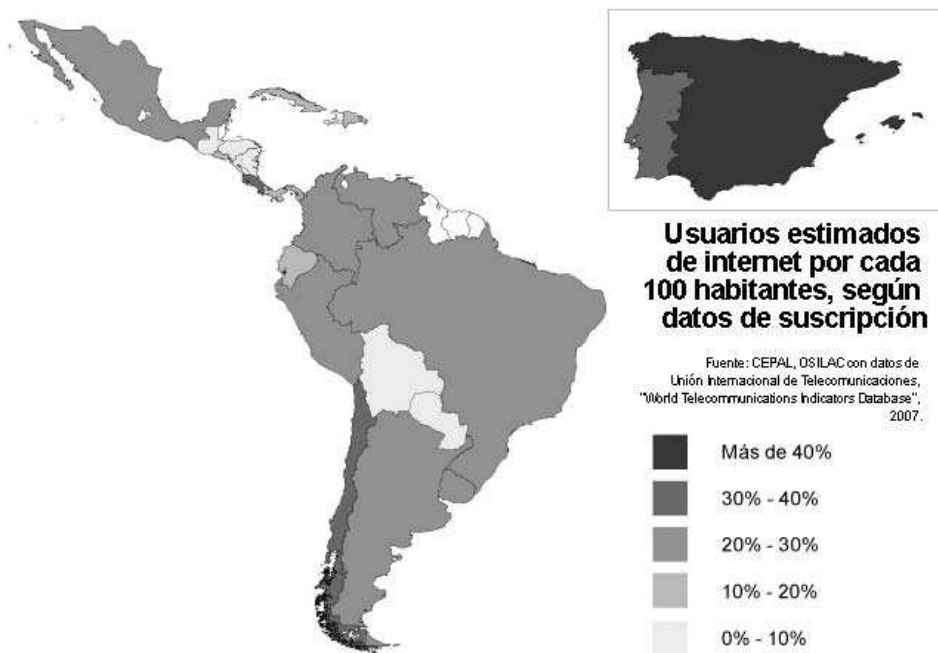 Usuarios estimados
de internet por cada
100 habitantes, según
datos de suscripción
Fuente: CEPAL, OSILAC con datos de
Unión Internacional de Telecomunicaciones,
"World Telecommunications Indicators Database",
2007.
Más de 40%
30% - 40%
20% - 30%
10% - 20%
0% - 10%